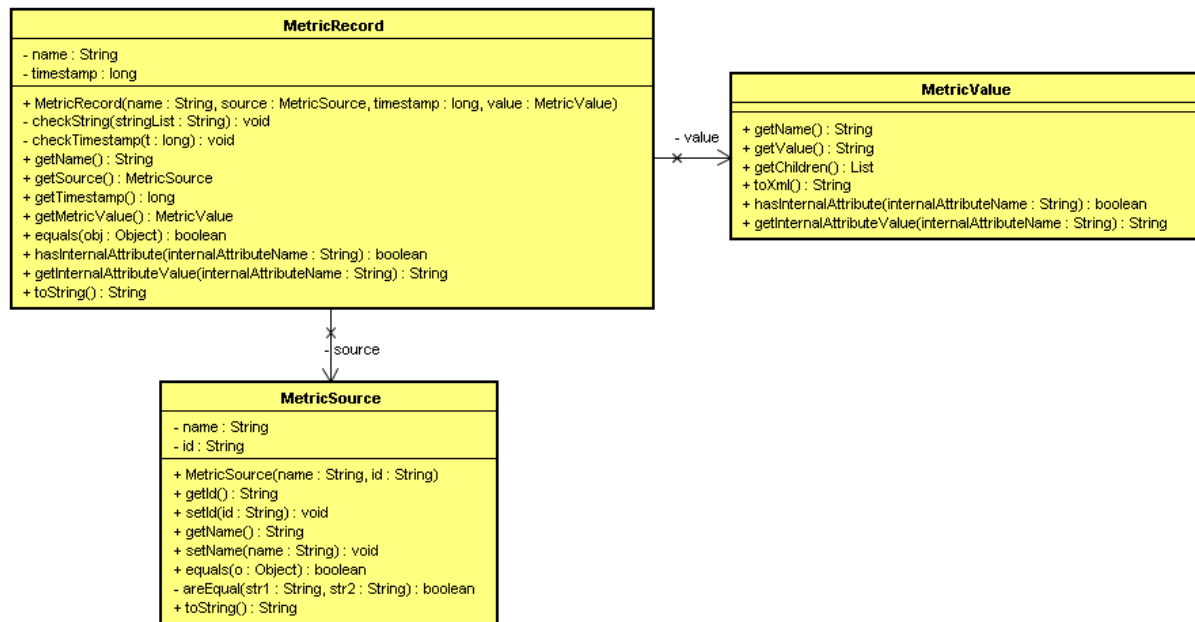 MetricRecord
- name : String
- timestamp : long
+ MetricRecord(name : String, source : MetricSource, timestamp : long, value : MetricValue)
- checkString(stringList : String) : void
- checkTimestamp(t : long) : void
+ getName() : String
+ getSource() : MetricSource
+ getTimestamp() : long
+ getMetricValue() : MetricValue
+ equals(obj : Object) : boolean
+ hasInternalAttribute(internalAttributeName : String) : boolean
+ getInternalAttributeValue(internalAttributeName : String) : String
+ toString() : String
- value
MetricValue
+ getName() : String
+ getValue() : String
+ getChildren() : List
+ toXml() : String
+ hasInternalAttribute(internalAttributeName : String) : boolean
+ getInternalAttributeValue(internalAttributeName : String) : String
- source
MetricSource
- name : String
- id : String
+ MetricSource(name : String, id : String)
+ getId() : String
+ setId(id : String) : void
+ getName() : String
+ setName(name : String) : void
+ equals(o : Object) : boolean
- areEqual(str1 : String, str2 : String) : boolean
+ toString() : String